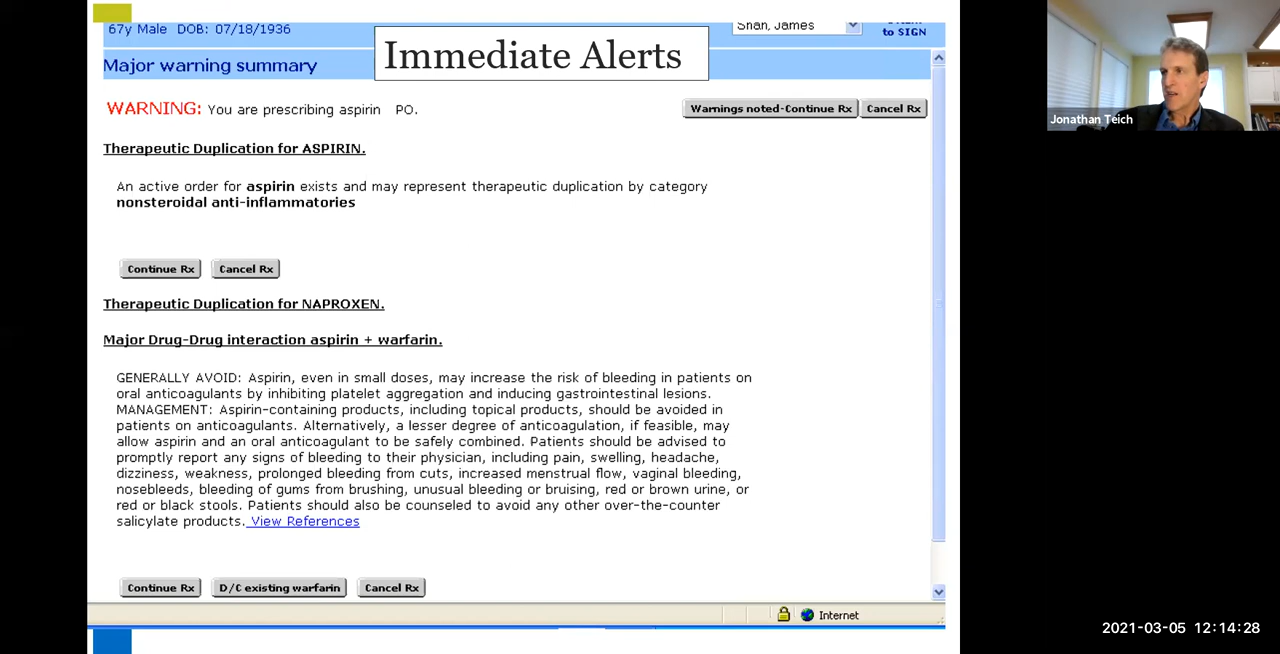 67y Male DOB: 07/18/1936
Shah, James
to SIGN
Immediate Alerts
Major warning summary
WARNING: You are prescribing aspirin PO.
Warnings noted-Continue Rx
Cancel Rx
Therapeutic Duplication for ASPIRIN.
An active order for aspirin exists and may represent therapeutic duplication by category
nonsteroidal anti-inflammatories
Continue Rx
Cancel Rx
Therapeutic Duplication for NAPROXEN.
Major Drug-Drug interaction aspirin + warfarin.
GENERALLY AVOID: Aspirin, even in small doses, may increase the risk of bleeding in patients on
oral anticoagulants by inhibiting platelet aggregation and inducing gastrointestinal lesions.
MANAGEMENT: Aspirin-containing products, including topical products, should be avoided in
patients on anticoagulants. Alternatively, a lesser degree of anticoagulation, if feasible, may
allow aspirin and an oral anticoagulant to be safely combined. Patients should be advised to
promptly report any signs of bleeding to their physician, including pain, swelling, headache,
dizziness, weakness, prolonged bleeding from cuts, increased menstrual flow, vaginal bleeding,
nosebleeds, bleeding of gums from brushing, unusual bleeding or bruising, red or brown urine, or
red or black stools. Patients should also be counseled to avoid any other over-the-counter
salicylate products. View References
Continue Rx
D/C existing warfarin
Cancel Rx
Internet
Jonathan Teich
2021-03-05 12:14:28